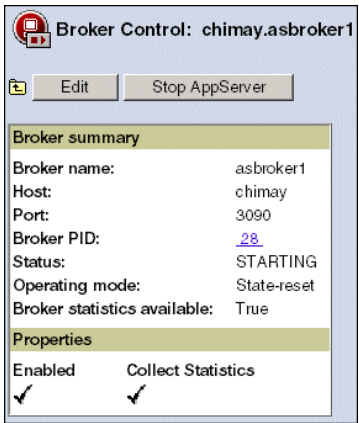 Broker Control: chimay.asbroker1
Edit Stop AppServer
Broker summary
Broker name: asbroker1
Host: chimay
Port: 3090
Broker PID: 28
Status: STARTING
Operating mode: State-reset
Broker statistics available: True
Properties
Enabled Collect Statistics